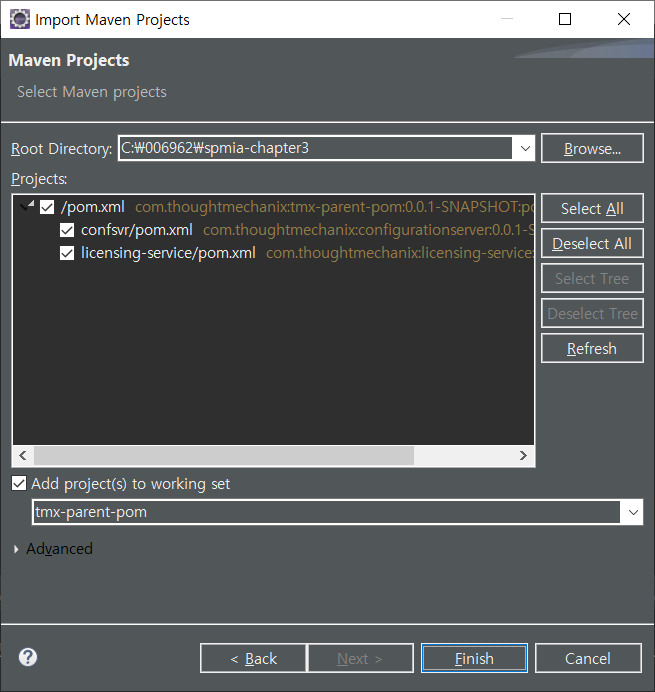 Import Maven Projects
Maven Projects
Select Maven projects
Root Directory: C:₩006962₩spmia-chapter3 Browse...
Projects:
/pom.xml com.thoughtmechanix:tmx-parent-pom:0.0.1-SNAPSHOT:po Select All
confsvr/pom.xml com.thoughtmechanix:configurationserver:0.0.1-S Deselect All
licensing-service/pom.xml com.thoughtmechanix:licensing-service:
Select Tree
Deselect Tree
Refresh
Add project(s) to working set
tmx-parent-pom
Advanced
? < Back Next > Finish Cancel